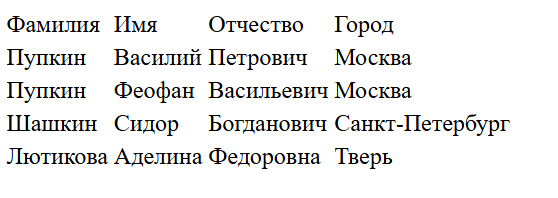 Фамилия Имя Отчество Город
Пупкин Василий Петрович Москва
Пупкин Феофан Васильевич Москва
Шашкин Сидор Богданович Санкт-Петербург
Лютикова Аделина Федоровна Тверь